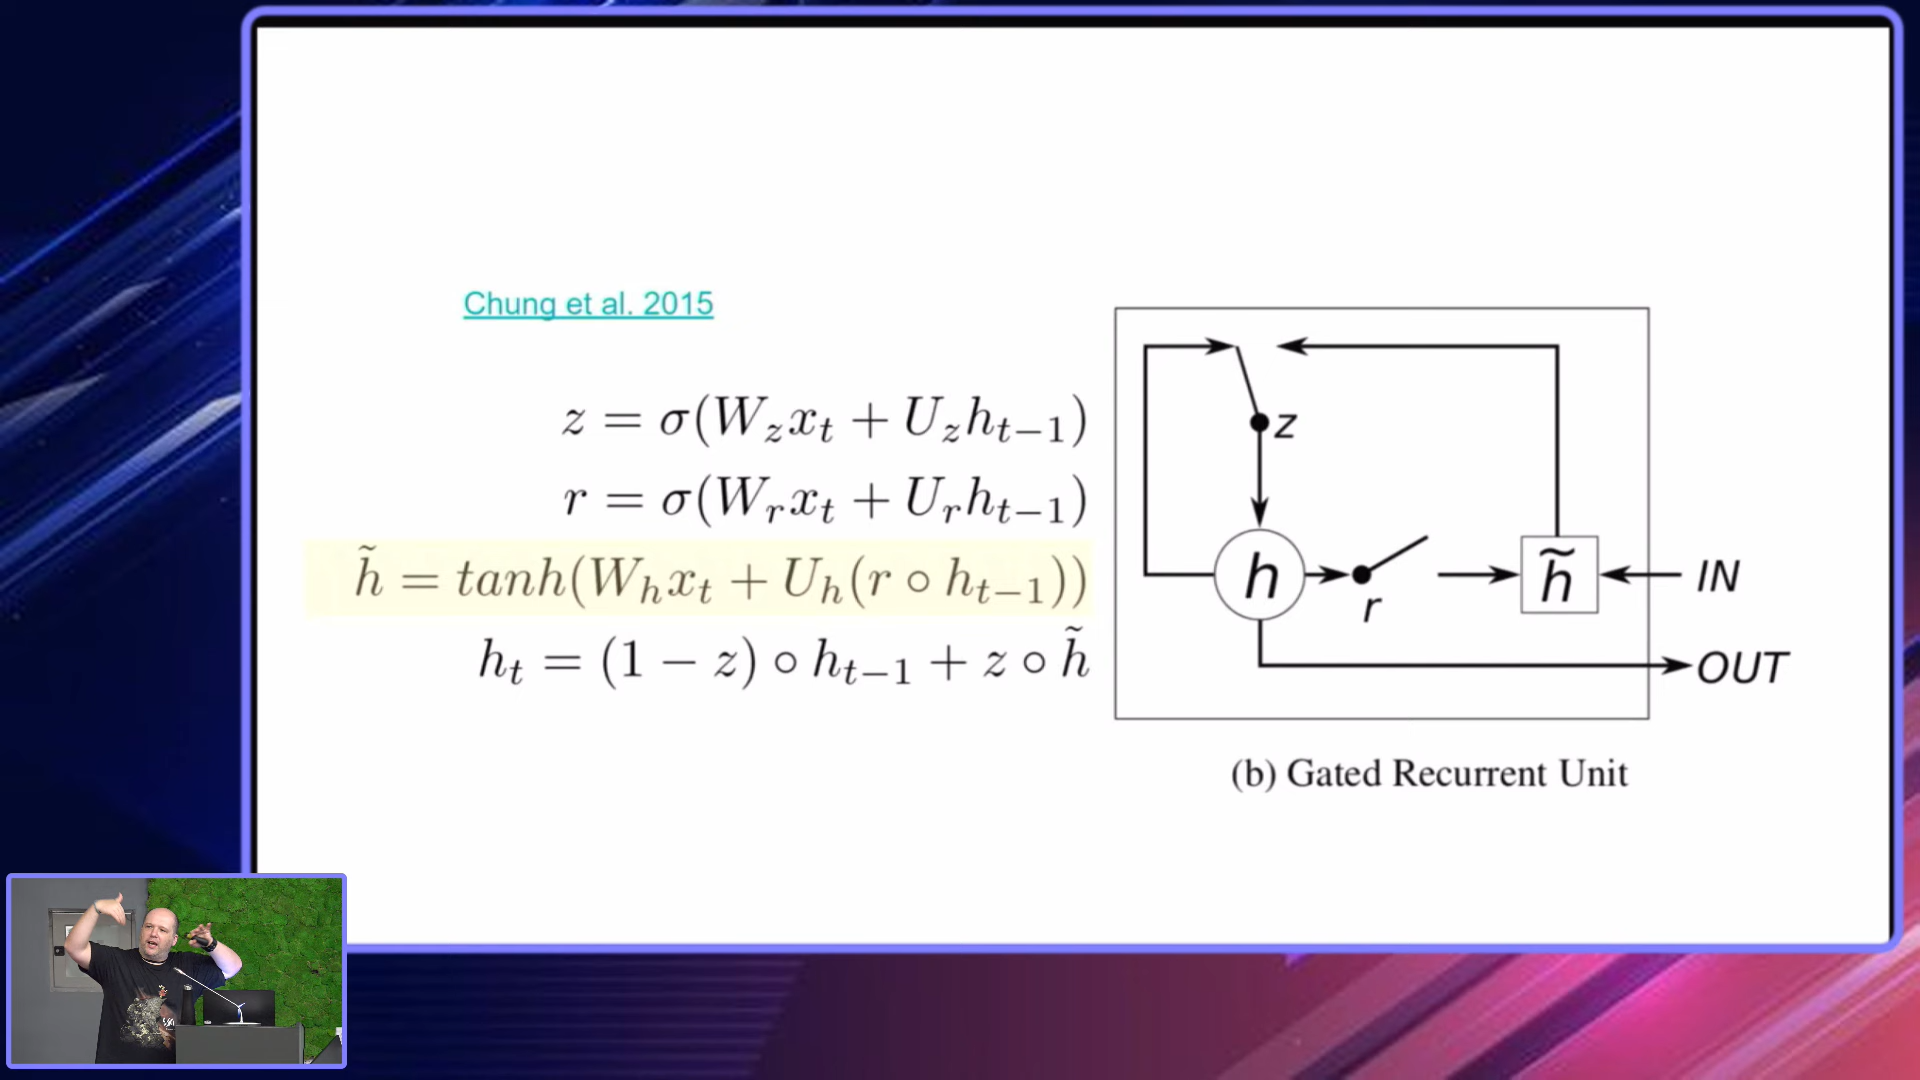 Chung et al. 2015
z = σ(W_z x_t + U_z h_{t−1})
r = σ(W_r x_t + U_r h_{t−1})
h̃ = tanh(W_h x_t + U_h(r ∘ h_{t−1}))
h_t = (1 − z) ∘ h_{t−1} + z ∘ h̃
z
h
r
h̃
IN
OUT
(b) Gated Recurrent Unit